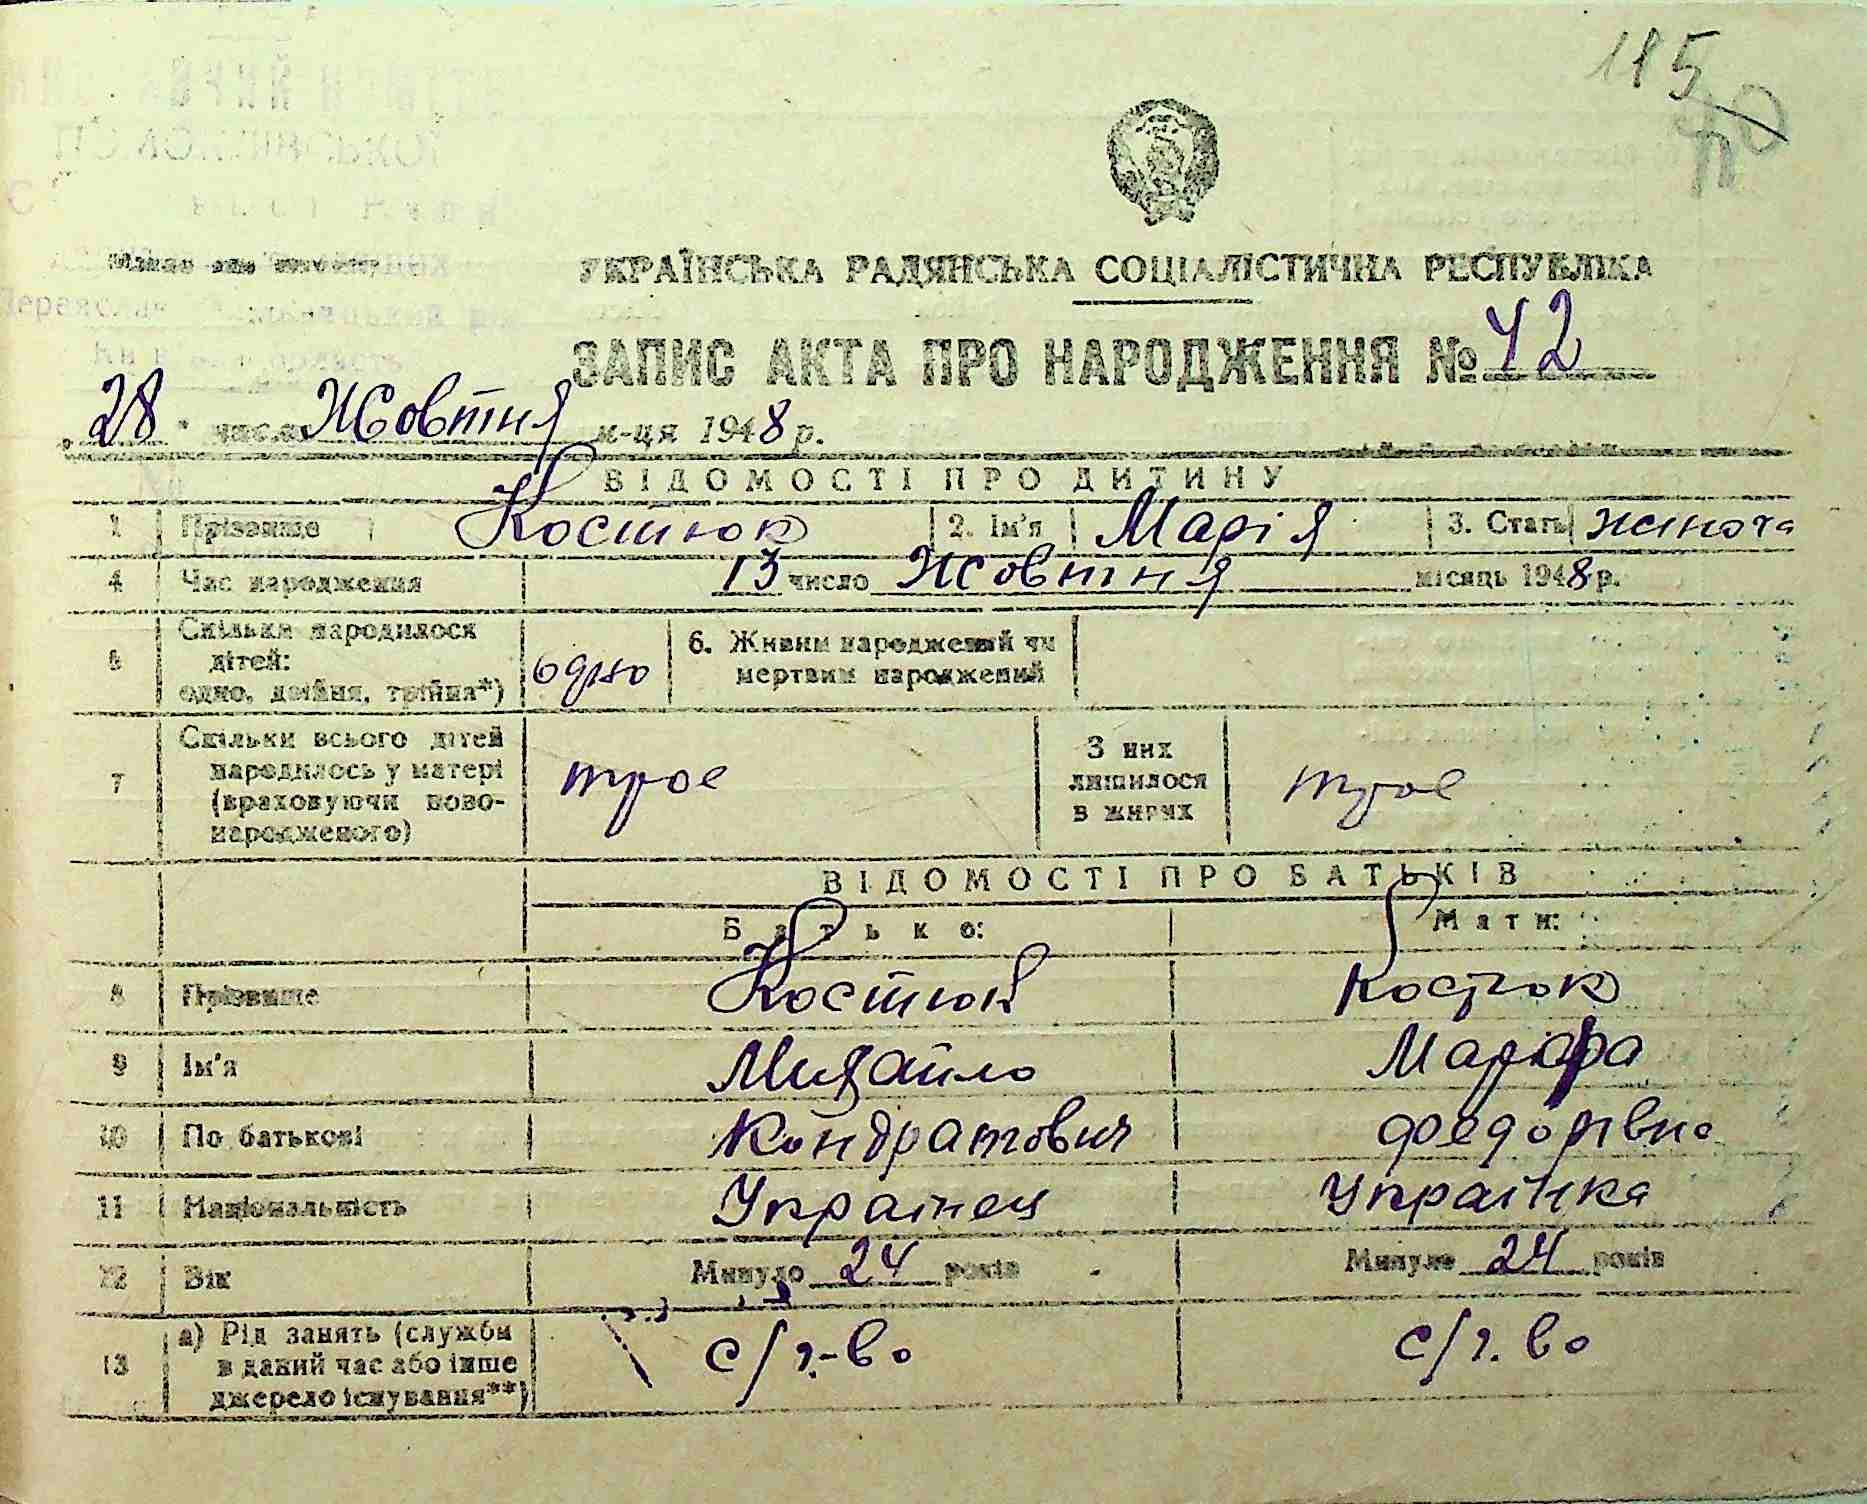 115
УКРАЇНСЬКА РАДЯНСЬКА СОЦІАЛІСТИЧНА РЕСПУБЛІКА
ЗАПИС АКТА ПРО НАРОДЖЕННЯ № 42
„28“ числа Жовтня м-ця 1948 р.
ВІДОМОСТІ ПРО ДИТИНУ
1 Прізвище Костюк 2. Ім'я Марія 3. Стать жіноча
4 Час народження 13 число Жовтня місяць 1948 р.
5 Скільки народилося дітей: одно, двійня, трійня*) одно 6. Живим народжений чи мертвим народжений
7 Скільки всього дітей народилось у матері (враховуючи новонародженого) троє З них лишилося в живих троє
ВІДОМОСТІ ПРО БАТЬКІВ
Батько: Мати:
8 Прізвище Костюк Костюк
9 Ім'я Михайло Марфа
10 По батькові Кондратович Федорівна
11 Національність Українец Українка
12 Вік Минуло 24 років Минуло 24 років
13 а) Рід занять (служби в даний час або інше джерело існування**) с/г-во с/г. во